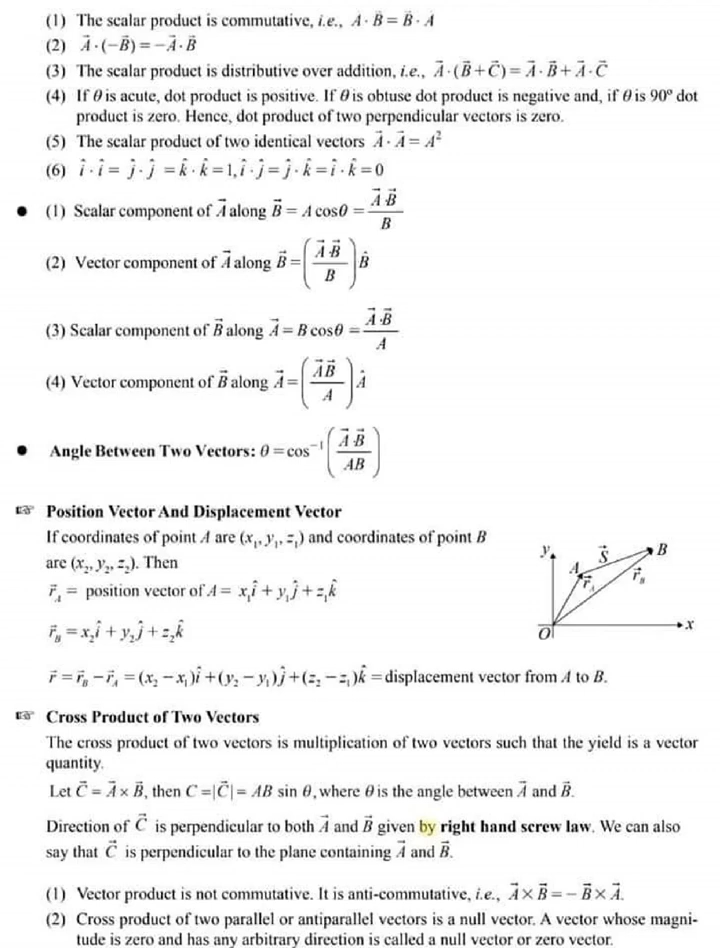 (1) The scalar product is commutative, i.e., A · B⃗ = B⃗ · A
(2) A⃗ · (−B⃗) = −A⃗ · B⃗
(3) The scalar product is distributive over addition, i.e., A⃗ · (B⃗ + C⃗) = A⃗ · B⃗ + A⃗ · C⃗
(4) If θ is acute, dot product is positive. If θ is obtuse dot product is negative and, if θ is 90° dot
product is zero. Hence, dot product of two perpendicular vectors is zero.
(5) The scalar product of two identical vectors A⃗ · A⃗ = A²
(6) î · î = ĵ · ĵ = k̂ · k̂ = 1, î · ĵ = ĵ · k̂ = î · k̂ = 0
● (1) Scalar component of A⃗ along B⃗ = A cosθ = A⃗·B⃗ / B
(2) Vector component of A⃗ along B⃗ = (A⃗·B⃗ / B) B̂
(3) Scalar component of B⃗ along A⃗ = B cosθ = A⃗·B⃗ / A
(4) Vector component of B⃗ along A⃗ = (A⃗B⃗ / A) Â
● Angle Between Two Vectors: θ = cos⁻¹ (A⃗·B⃗ / AB)
☞ Position Vector And Displacement Vector
If coordinates of point A are (x₁, y₁, z₁) and coordinates of point B
are (x₂, y₂, z₂). Then
r⃗_A = position vector of A = x₁î + y₁ĵ + z₁k̂
r⃗_B = x₂î + y₂ĵ + z₂k̂
r⃗ = r⃗_B − r⃗_A = (x₂ − x₁)î + (y₂ − y₁)ĵ + (z₂ − z₁)k̂ = displacement vector from A to B.
y
S⃗
B
A
r⃗_A
r⃗_B
O
x
☞ Cross Product of Two Vectors
The cross product of two vectors is multiplication of two vectors such that the yield is a vector
quantity.
Let C⃗ = A⃗ × B⃗, then C = |C⃗| = AB sin θ, where θ is the angle between A⃗ and B⃗.
Direction of C⃗ is perpendicular to both A⃗ and B⃗ given by right hand screw law. We can also
say that C⃗ is perpendicular to the plane containing A⃗ and B⃗.
(1) Vector product is not commutative. It is anti-commutative, i.e., A⃗ × B⃗ = − B⃗ × A⃗.
(2) Cross product of two parallel or antiparallel vectors is a null vector. A vector whose magni-
tude is zero and has any arbitrary direction is called a null vector or zero vector.